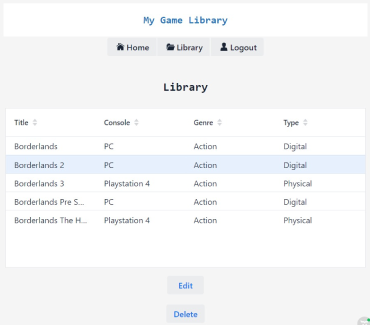 My Game Library
Home Library Logout
Library
Title Console Genre Type
Borderlands PC Action Digital
Borderlands 2 PC Action Digital
Borderlands 3 Playstation 4 Action Physical
Borderlands Pre S... PC Action Digital
Borderlands The H... Playstation 4 Action Physical
Edit
Delete